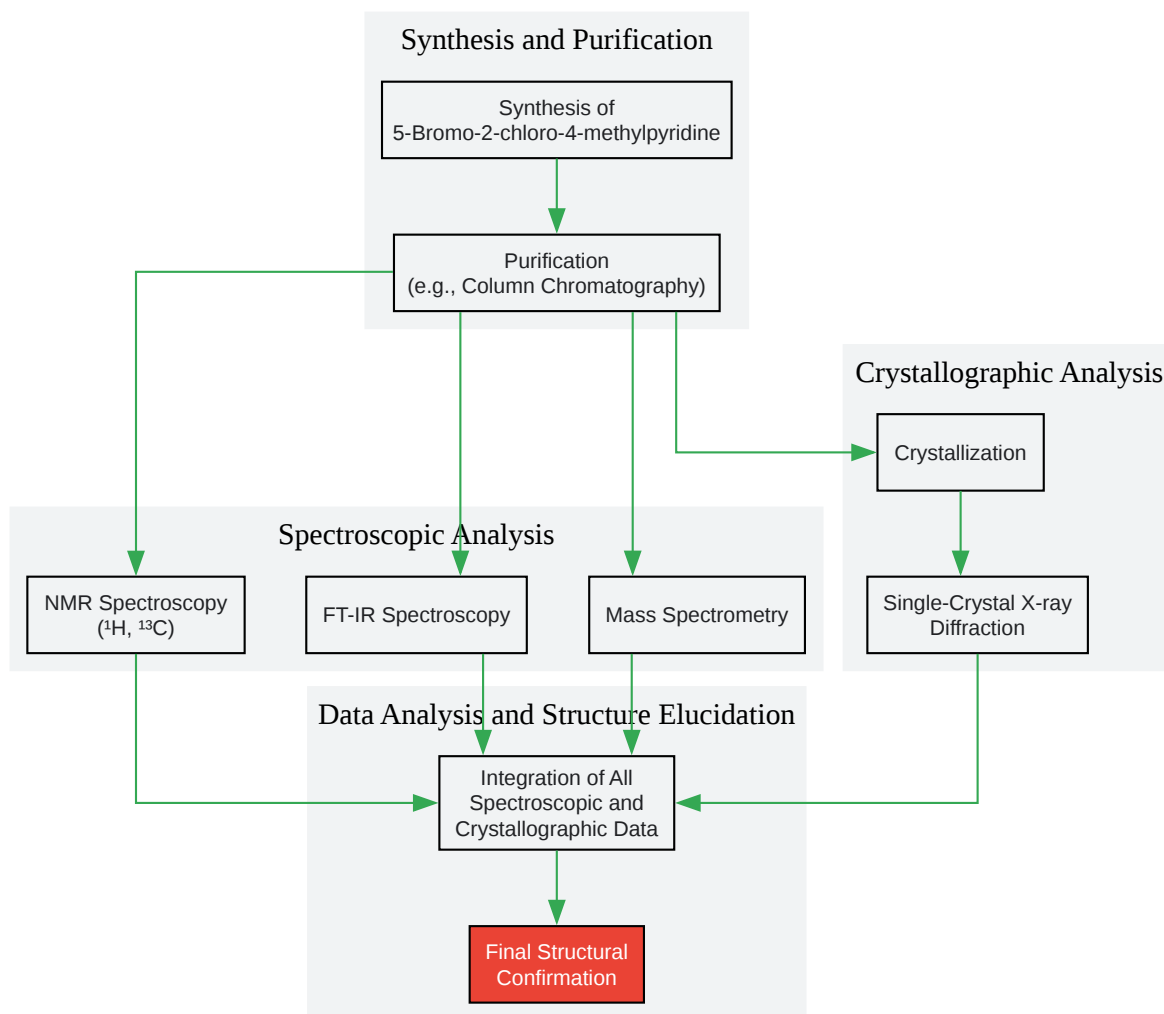 Synthesis and Purification
Synthesis of
5-Bromo-2-chloro-4-methylpyridine
Purification
(e.g., Column Chromatography)
Crystallographic Analysis
Crystallization
Spectroscopic Analysis
NMR Spectroscopy
(¹H, ¹³C)
FT-IR Spectroscopy
Mass Spectrometry
Single-Crystal X-ray
Diffraction
Data Analysis and Structure Elucidation
Integration of All
Spectroscopic and
Crystallographic Data
Final Structural
Confirmation